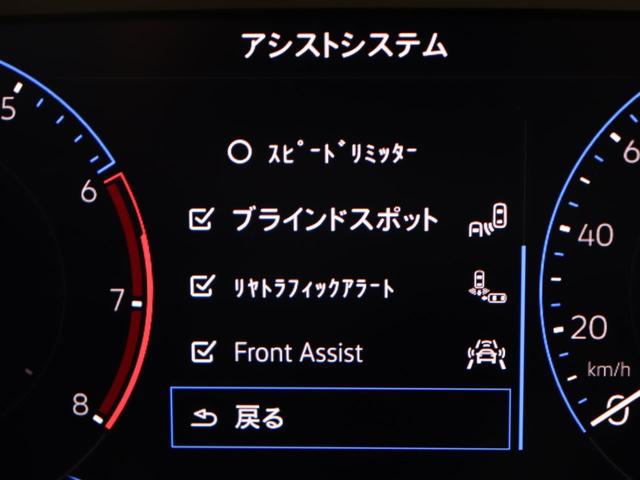 アシストシステム
5
6
7
8
ｽﾋﾟｰﾄﾞﾘﾐｯﾀｰ
ブラインドスポット
ﾘﾔﾄﾗﾌｨｯｸｱﾗｰﾄ
Front Assist
戻る
6
40
20
km/h
0